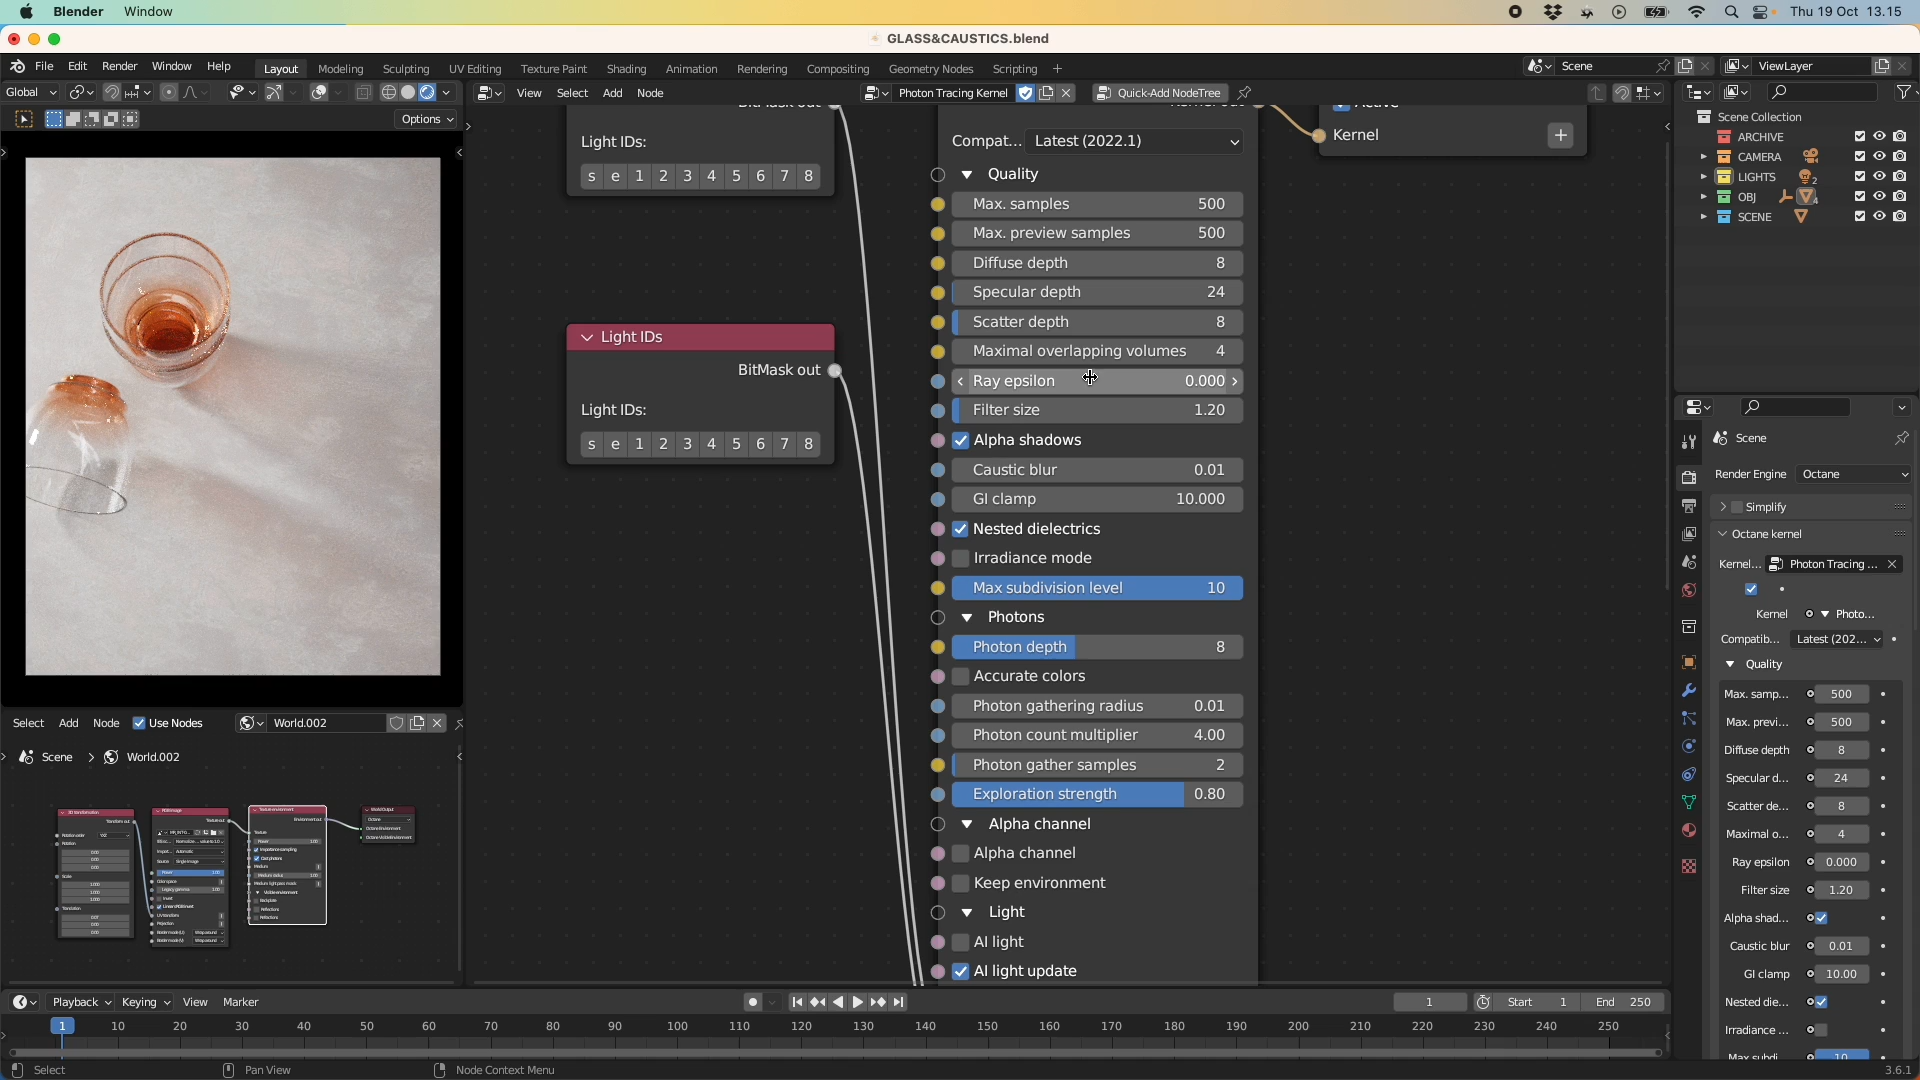 Blender Window Thu 19 Oct 13.15
GLASS&CAUSTICS.blend
File Edit Render Window Help Layout Modeling Sculpting UV Editing Texture Paint Shading Animation Rendering Compositing Geometry Nodes Scripting + Scene ViewLayer
Global View Select Add Node Photon Tracing Kernel Quick-Add NodeTree
Options
Light IDs:
s e 1 2 3 4 5 6 7 8
Light IDs
BitMask out
Light IDs:
s e 1 2 3 4 5 6 7 8
Compat... Latest (2022.1)
Quality
Max. samples 500
Max. preview samples 500
Diffuse depth 8
Specular depth 24
Scatter depth 8
Maximal overlapping volumes 4
Ray epsilon 0.000
Filter size 1.20
Alpha shadows
Caustic blur 0.01
GI clamp 10.000
Nested dielectrics
Irradiance mode
Max subdivision level 10
Photons
Photon depth 8
Accurate colors
Photon gathering radius 0.01
Photon count multiplier 4.00
Photon gather samples 2
Exploration strength 0.80
Alpha channel
Alpha channel
Keep environment
Light
AI light
AI light update
Kernel
Scene Collection
ARCHIVE
CAMERA
LIGHTS 2
OBJ 4
SCENE
Scene
Render Engine Octane
Simplify
Octane kernel
Kernel... Photon Tracing ...
Kernel Photo...
Compatib... Latest (202...
Quality
Max. samp... 500
Max. previ... 500
Diffuse depth 8
Specular d... 24
Scatter de... 8
Maximal o... 4
Ray epsilon 0.000
Filter size 1.20
Alpha shad...
Caustic blur 0.01
GI clamp 10.00
Nested die...
Irradiance ...
Max subdi... 10
Select Add Node Use Nodes World.002
Scene > World.002
Playback Keying View Marker 1 Start 1 End 250
1 10 20 30 40 50 60 70 80 90 100 110 120 130 140 150 160 170 180 190 200 210 220 230 240 250
Select Pan View Node Context Menu 3.6.1